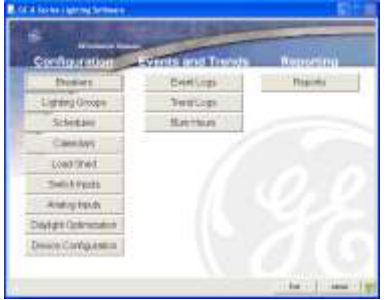 GE A Series Lighting Software
Configuration
Events and Trends
Reporting
Breakers
Event Logs
Reports
Lighting Groups
Trend Logs
Schedules
Burn Hours
Calendars
Load Shed
Switch Inputs
Analog Inputs
Daylight Optimization
Device Configuration
Exit